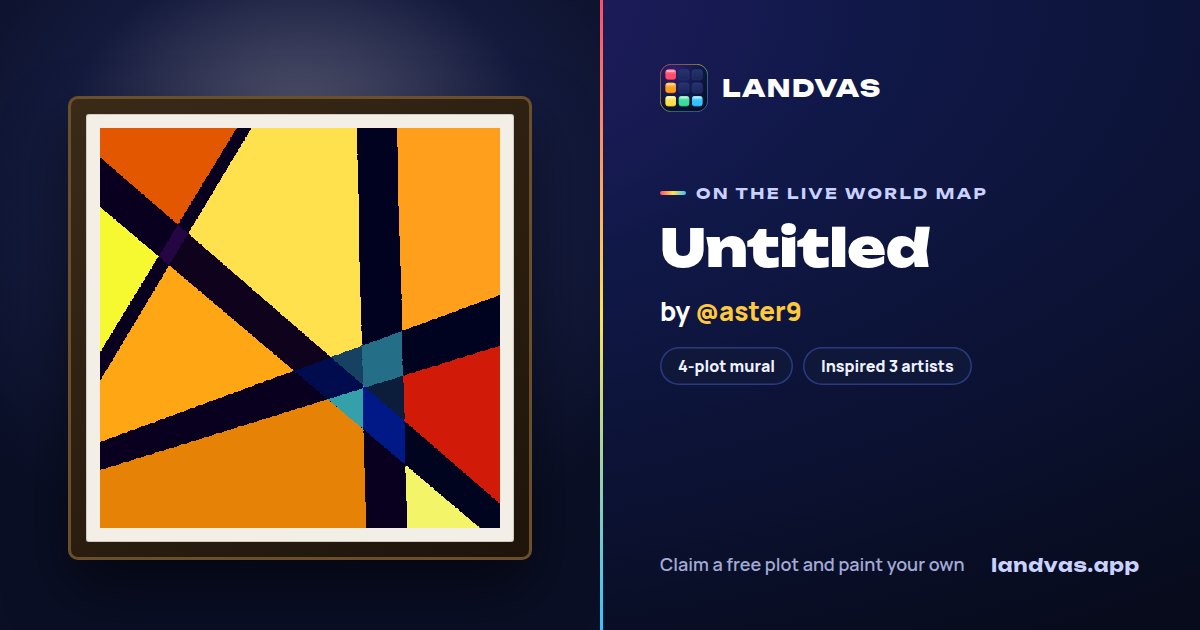 LANDVAS
ON THE LIVE WORLD MAP
Untitled
by @aster9
4-plot mural
Inspired 3 artists
Claim a free plot and paint your own
landvas.app